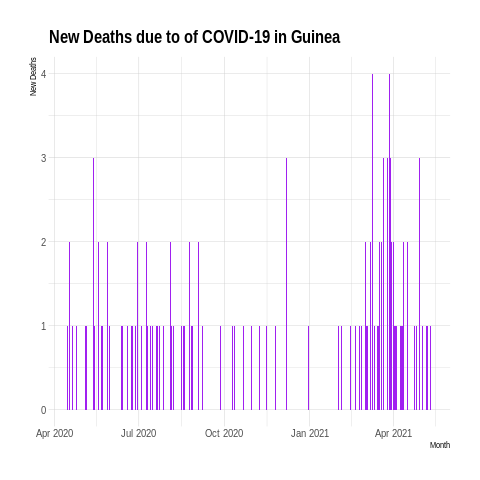 New Deaths due to of COVID-19 in Guinea
New Deaths
4
3
2
1
0
Apr 2020 Jul 2020 Oct 2020 Jan 2021 Apr 2021
Month